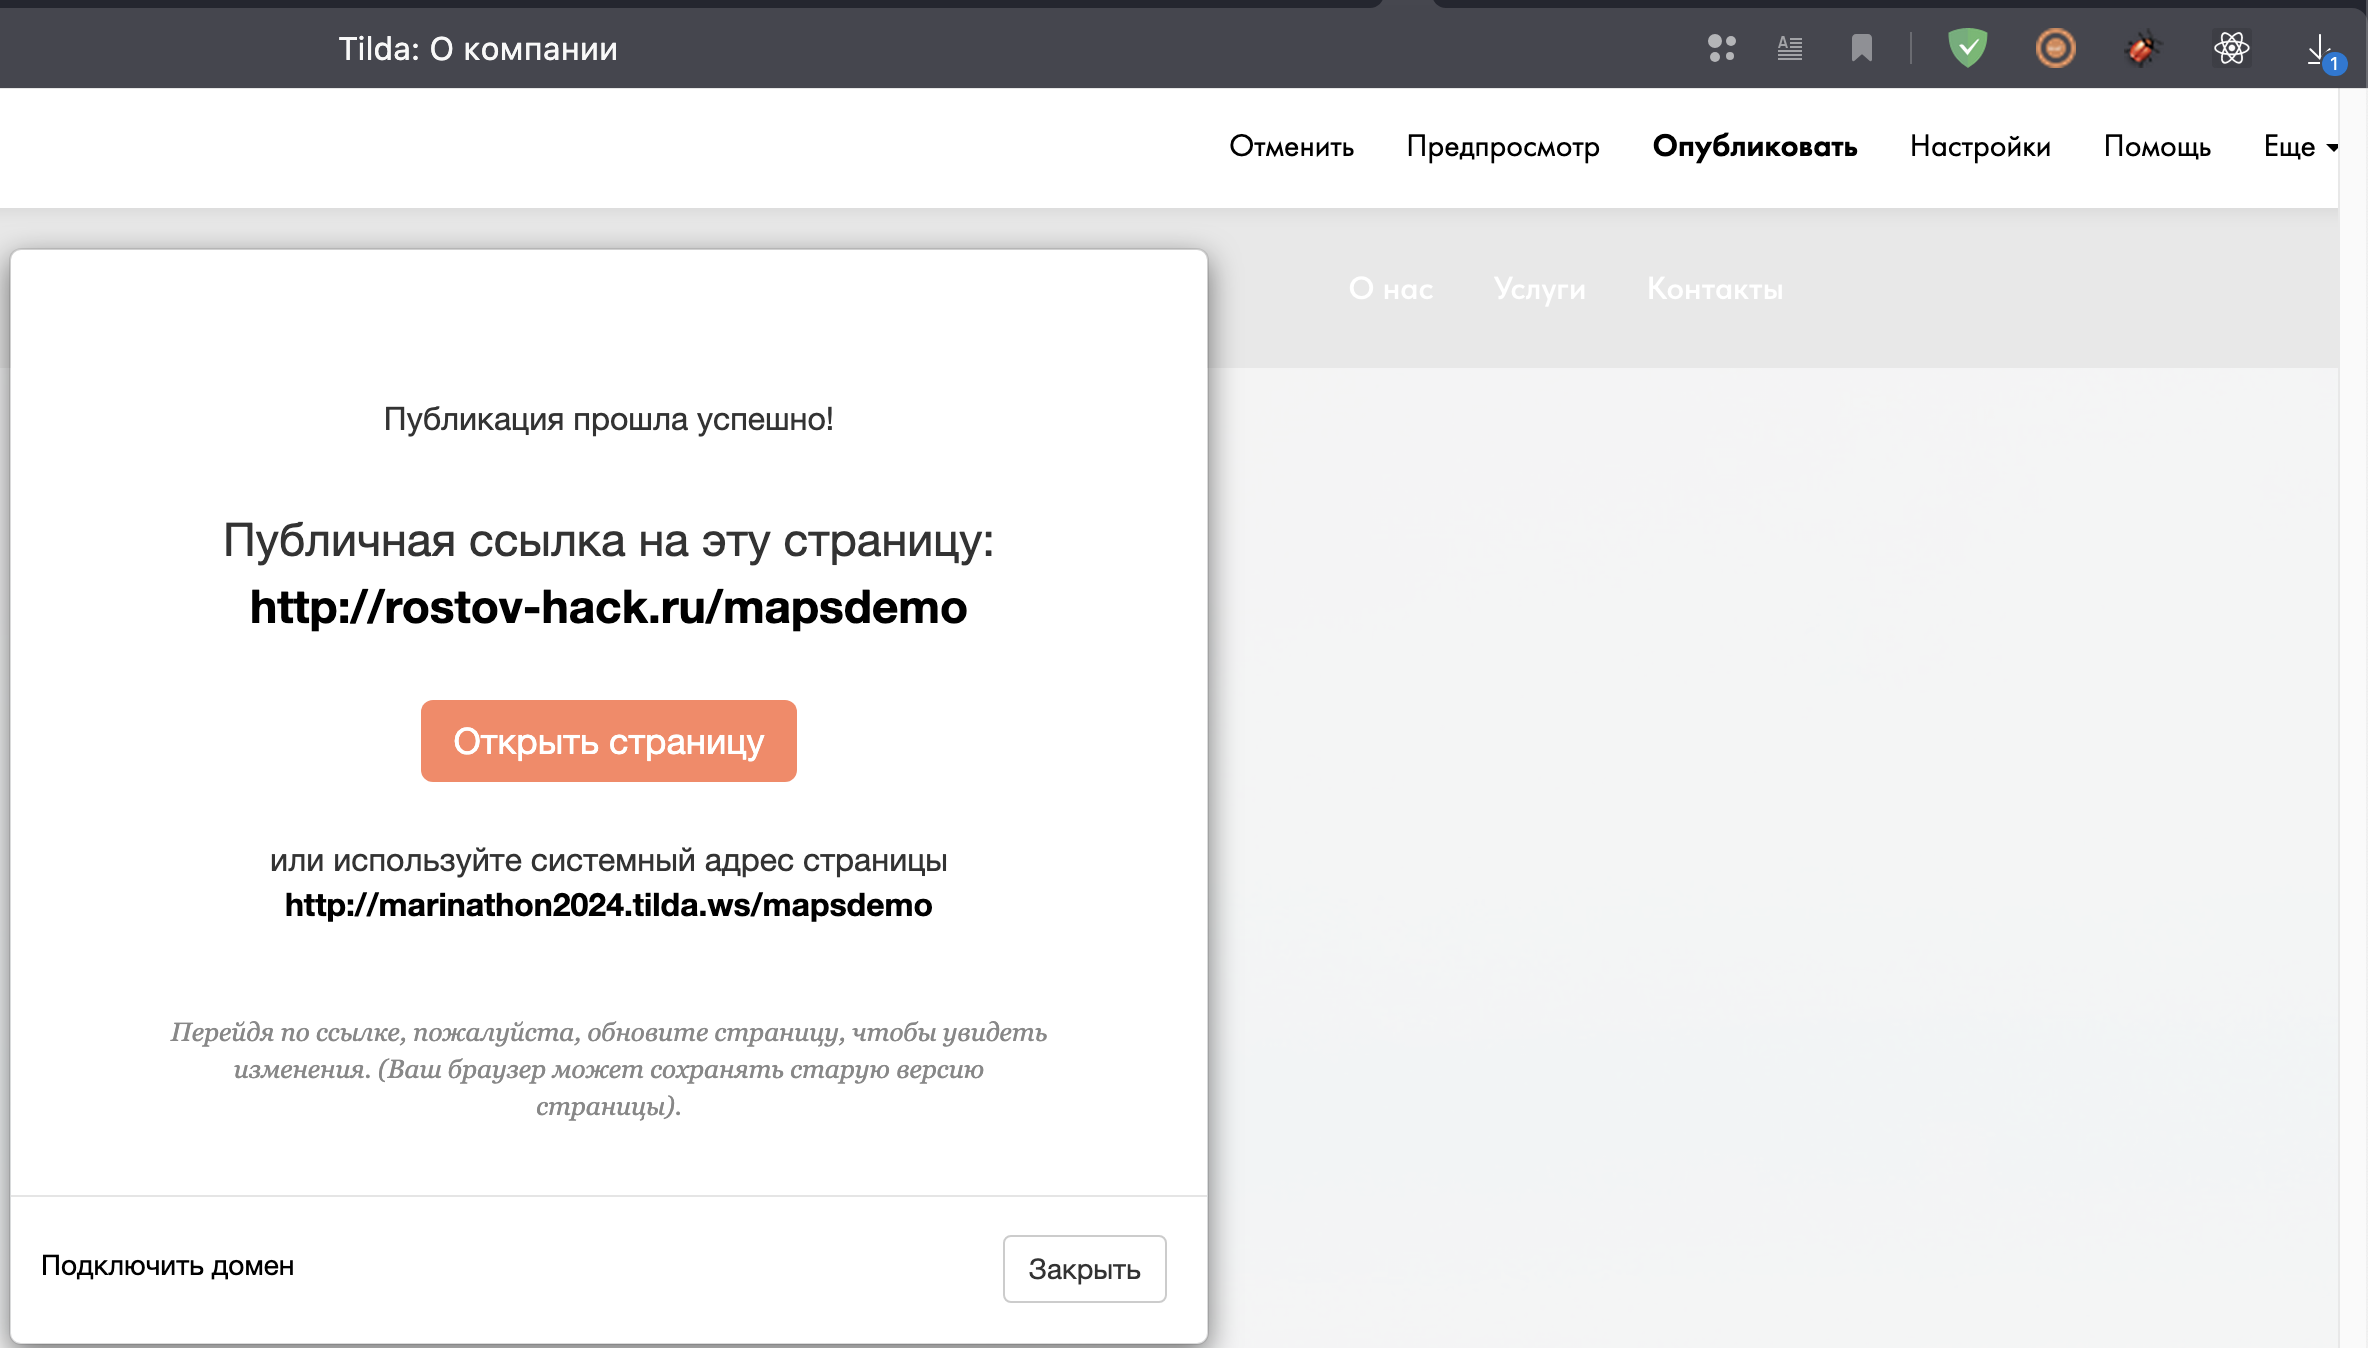 Tilda: О компании
1
Отменить Предпросмотр Опубликовать Настройки Помощь Еще
О нас Услуги Контакты
Публикация прошла успешно!
Публичная ссылка на эту страницу:
http://rostov-hack.ru/mapsdemo
Открыть страницу
или используйте системный адрес страницы
http://marinathon2024.tilda.ws/mapsdemo
Перейдя по ссылке, пожалуйста, обновите страницу, чтобы увидеть
изменения. (Ваш браузер может сохранять старую версию
страницы).
Подключить домен
Закрыть